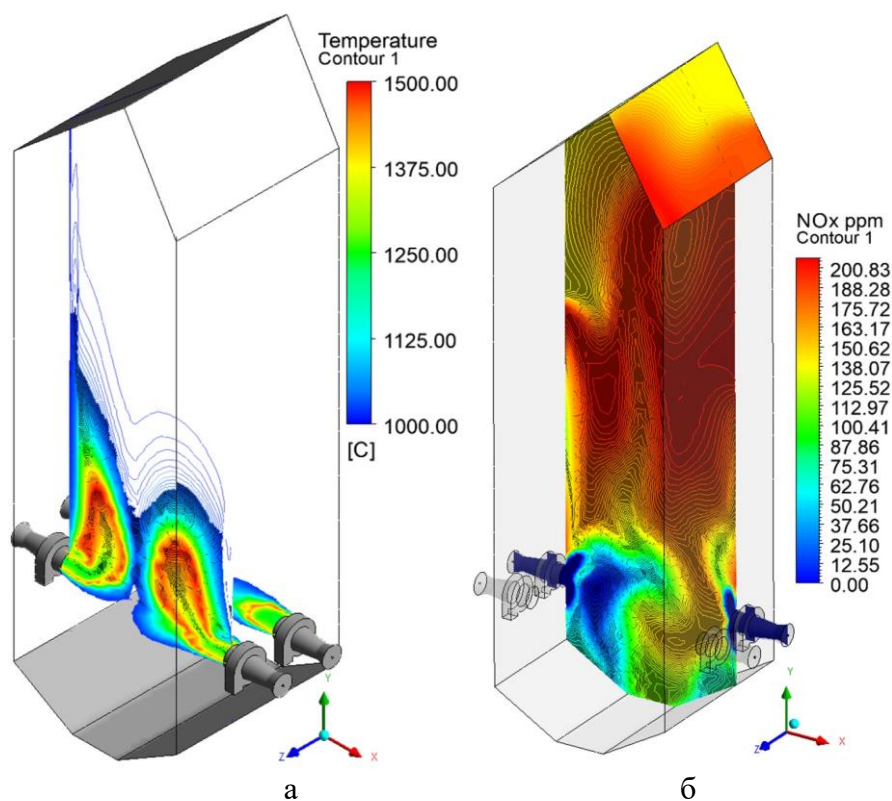 Temperature
Contour 1
1500.00
1375.00
1250.00
1125.00
1000.00
[C]
Y
Z
X
а
NOx ppm
Contour 1
200.83
188.28
175.72
163.17
150.62
138.07
125.52
112.97
100.41
87.86
75.31
62.76
50.21
37.66
25.10
12.55
0.00
Y
Z
X
б